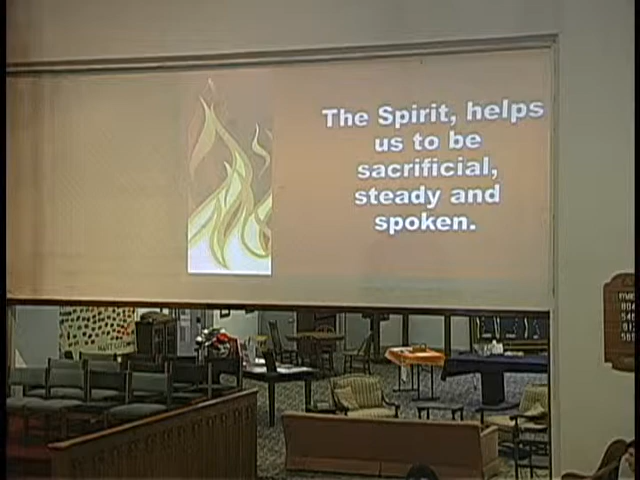 The Spirit, helps
us to be
sacrificial,
steady and
spoken.